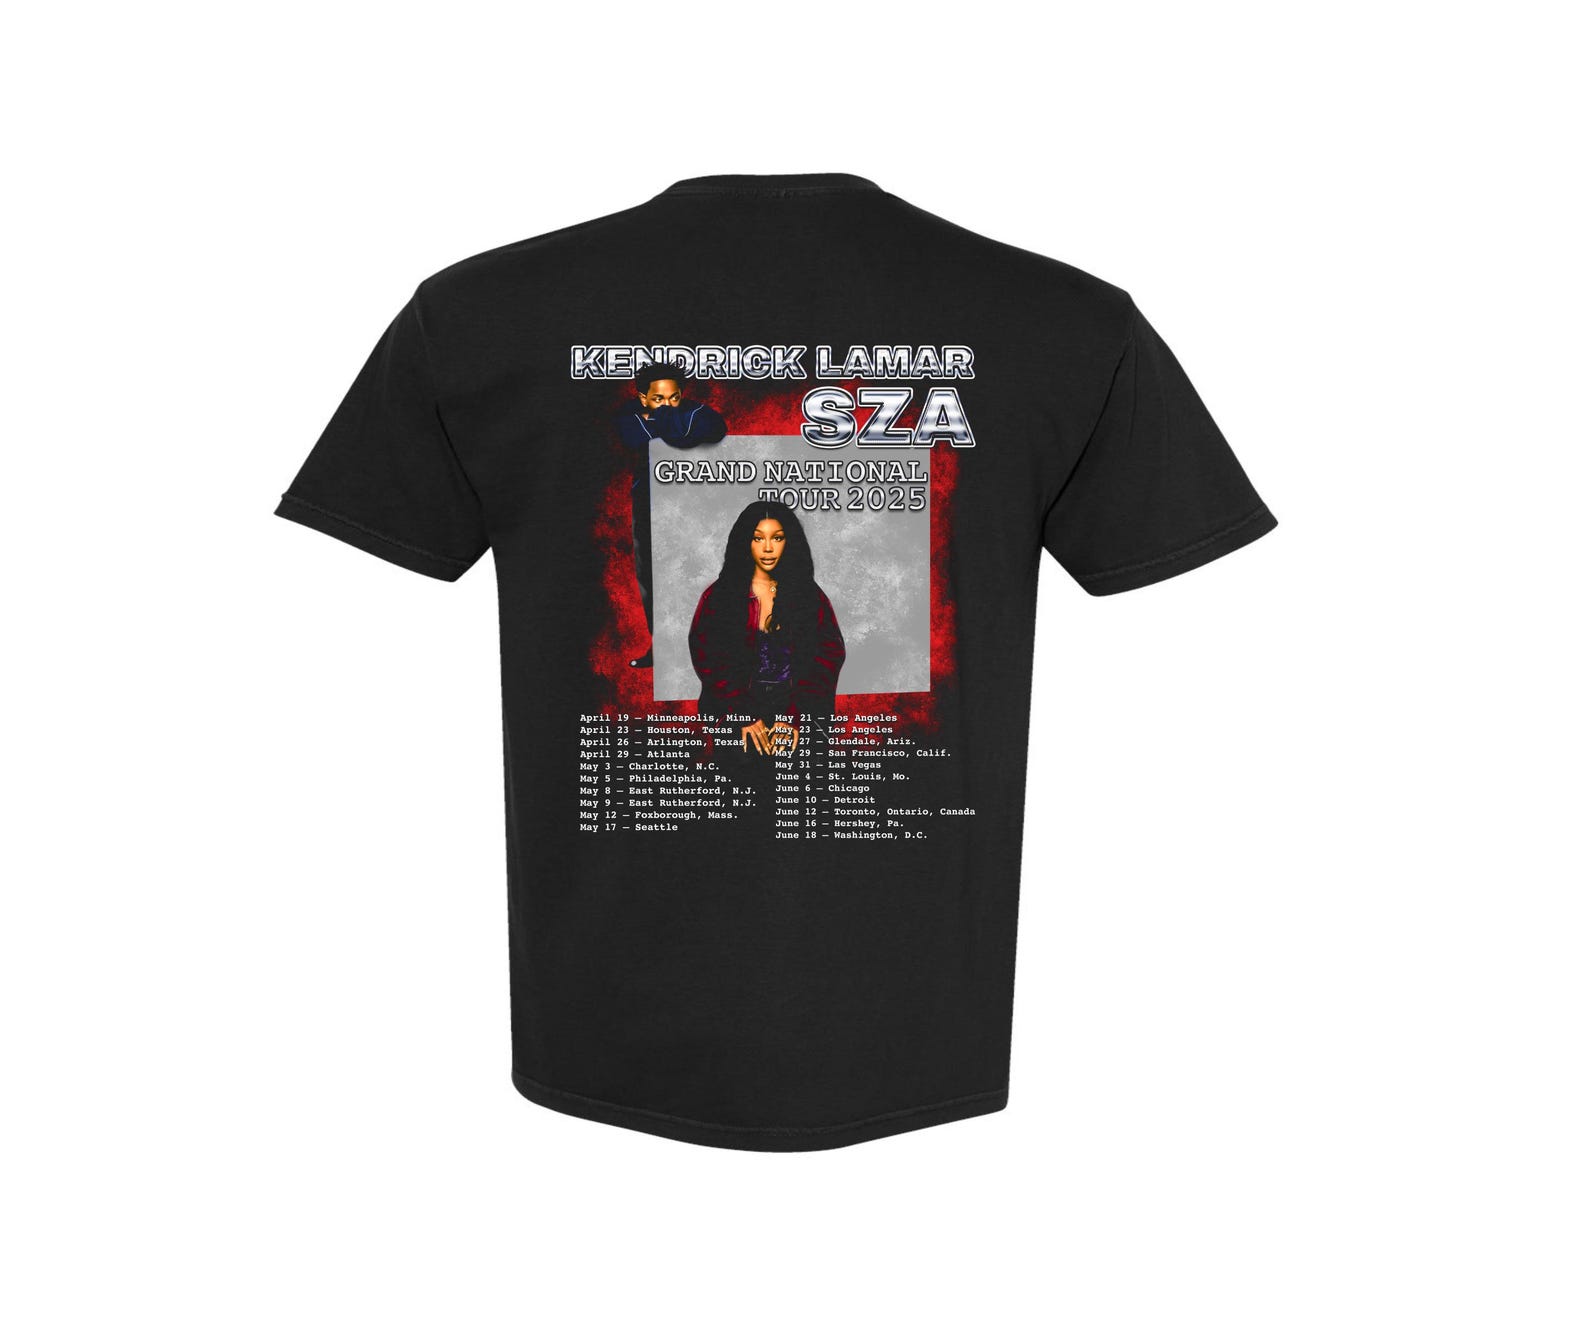 KENDRICK LAMAR
SZA
GRAND NATIONAL
TOUR 2025
April 19 – Minneapolis, Minn.
April 23 – Houston, Texas
April 26 – Arlington, Texas
April 29 – Atlanta
May 3 – Charlotte, N.C.
May 5 – Philadelphia, Pa.
May 8 – East Rutherford, N.J.
May 9 – East Rutherford, N.J.
May 12 – Foxborough, Mass.
May 17 – Seattle
May 21 – Los Angeles
May 23 – Los Angeles
May 27 – Glendale, Ariz.
May 29 – San Francisco, Calif.
May 31 – Las Vegas
June 4 – St. Louis, Mo.
June 6 – Chicago
June 10 – Detroit
June 12 – Toronto, Ontario, Canada
June 16 – Hershey, Pa.
June 18 – Washington, D.C.